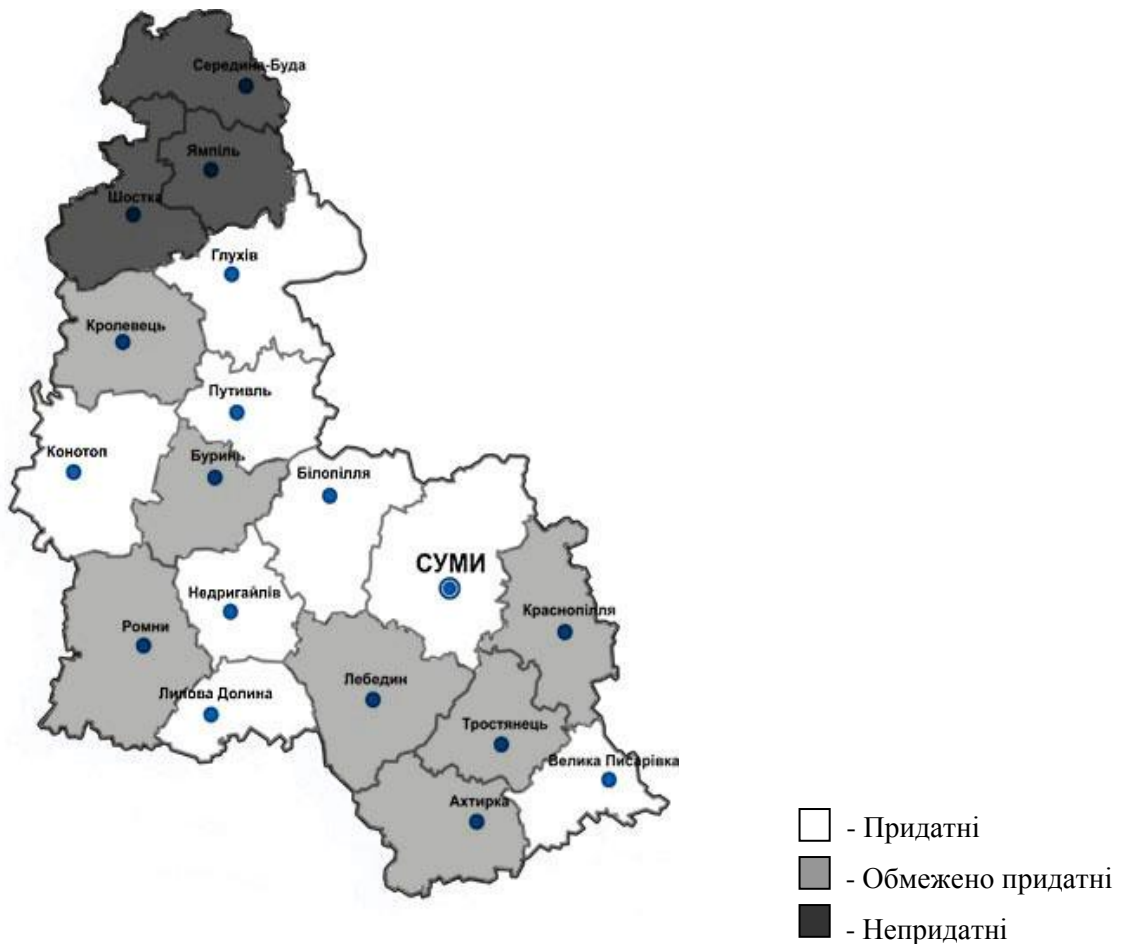 Середина-Буда
Ямпіль
Шостка
Глухів
Кролевець
Путивль
Конотоп
Буринь
Білопілля
СУМИ
Недригайлів
Краснопілля
Ромни
Лебедин
Липова Долина
Тростянець
Велика Писарівка
Ахтирка
- Придатні
- Обмежено придатні
- Непридатні